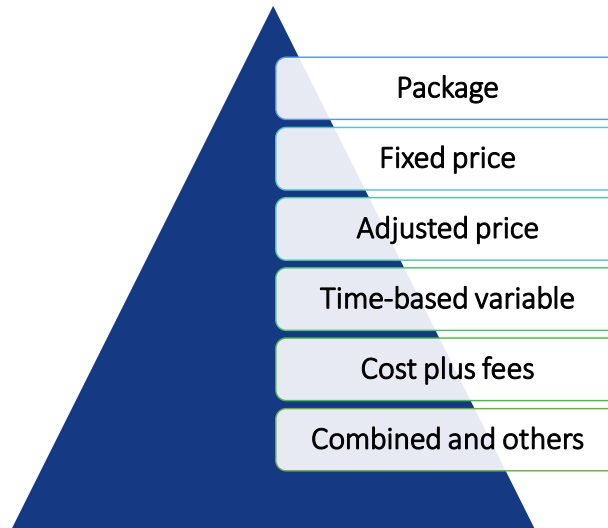 Package
Fixed price
Adjusted price
Time-based variable
Cost plus fees
Combined and others